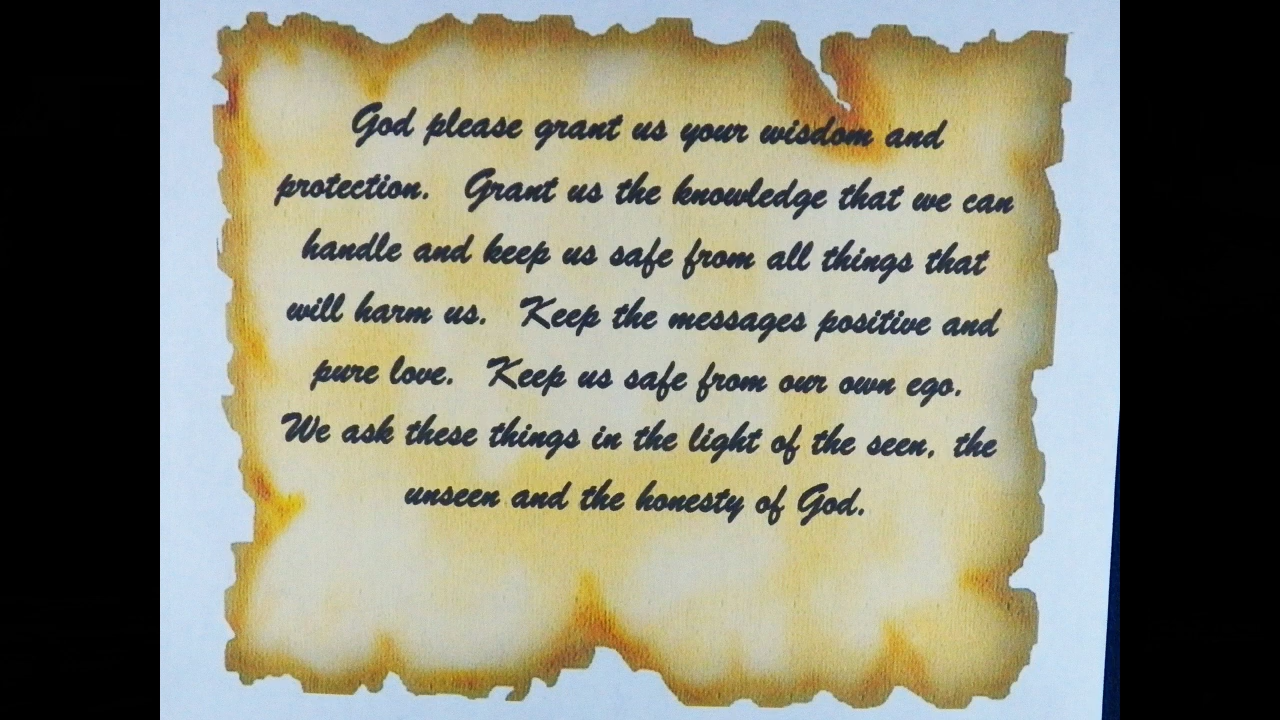 God please grant us your wisdom and
protection. Grant us the knowledge that we can
handle and keep us safe from all things that
will harm us. Keep the messages positive and
pure love. Keep us safe from our own ego.
We ask these things in the light of the seen, the
unseen and the honesty of God.